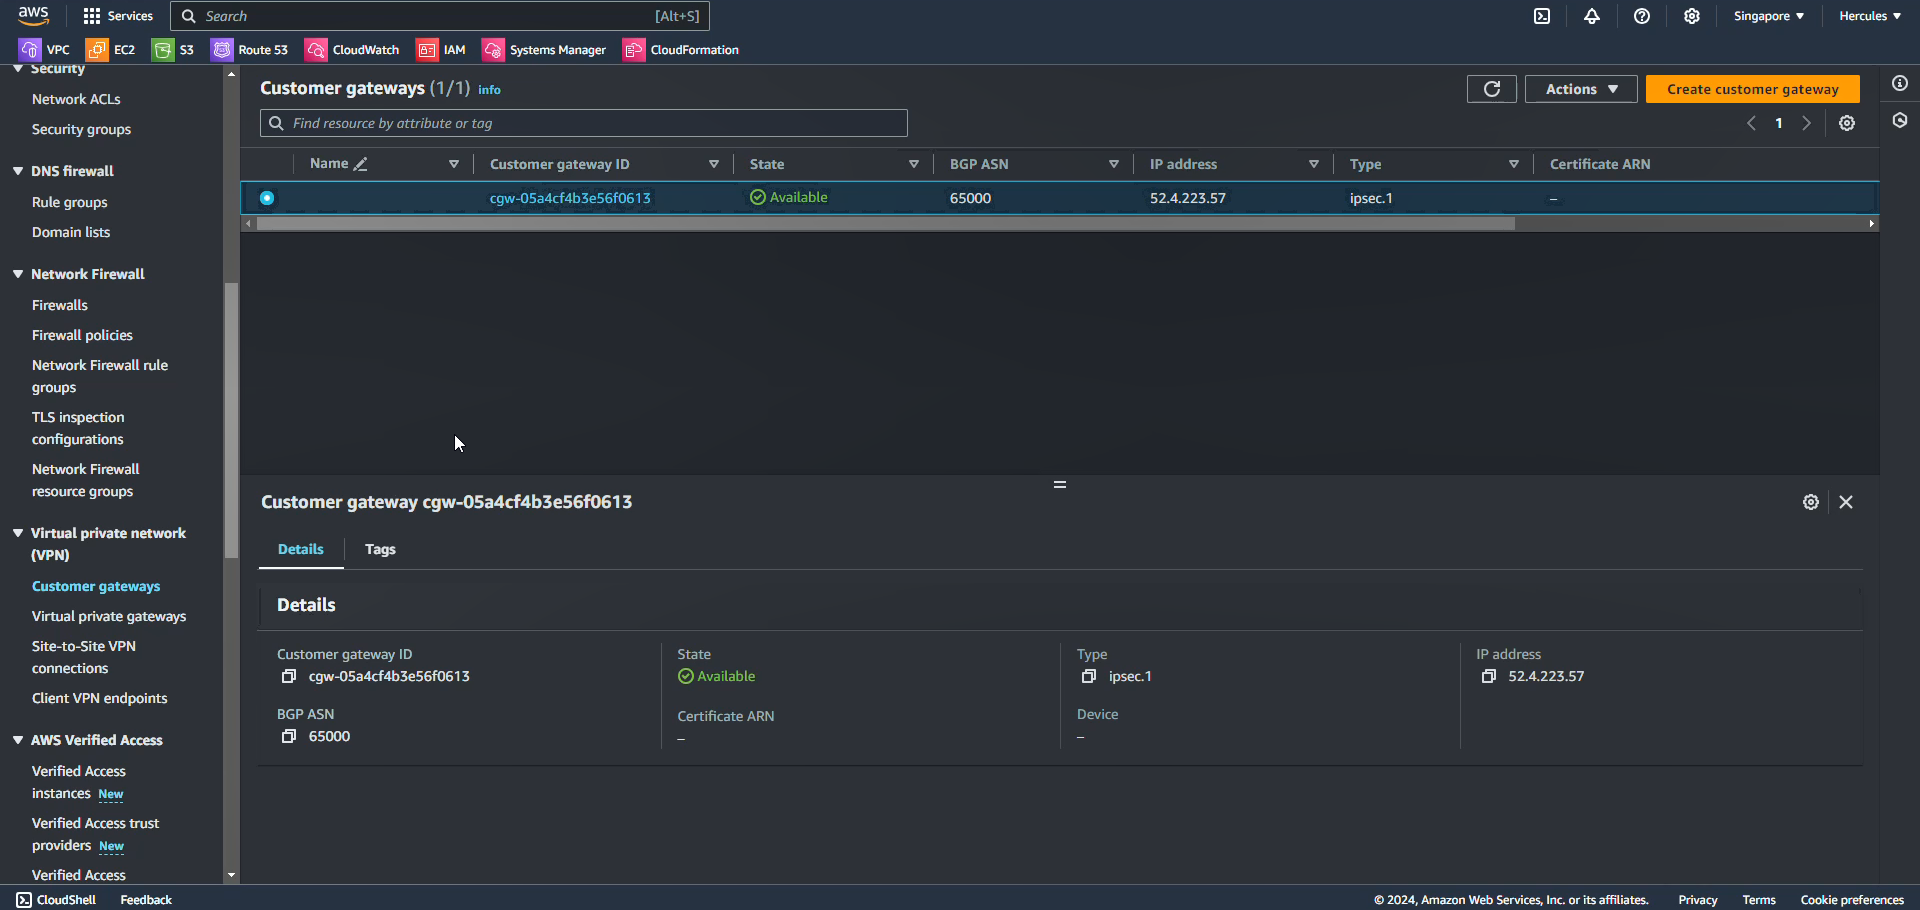 aws
Services
Search
[Alt+S]
Singapore
Hercules
VPC
EC2
S3
Route 53
CloudWatch
IAM
Systems Manager
CloudFormation
Security
Network ACLs
Security groups
DNS firewall
Rule groups
Domain lists
Network Firewall
Firewalls
Firewall policies
Network Firewall rule
groups
TLS inspection
configurations
Network Firewall
resource groups
Virtual private network
(VPN)
Customer gateways
Virtual private gateways
Site-to-Site VPN
connections
Client VPN endpoints
AWS Verified Access
Verified Access
instances New
Verified Access trust
providers New
Verified Access
Customer gateways (1/1) info
Actions
Create customer gateway
Find resource by attribute or tag
1
Name
Customer gateway ID
State
BGP ASN
IP address
Type
Certificate ARN
cgw-05a4cf4b3e56f0613
Available
65000
52.4.223.57
ipsec.1
–
Customer gateway cgw-05a4cf4b3e56f0613
Details
Tags
Details
Customer gateway ID
cgw-05a4cf4b3e56f0613
State
Available
Type
ipsec.1
IP address
52.4.223.57
BGP ASN
65000
Certificate ARN
–
Device
–
CloudShell
Feedback
© 2024, Amazon Web Services, Inc. or its affiliates.
Privacy
Terms
Cookie preferences